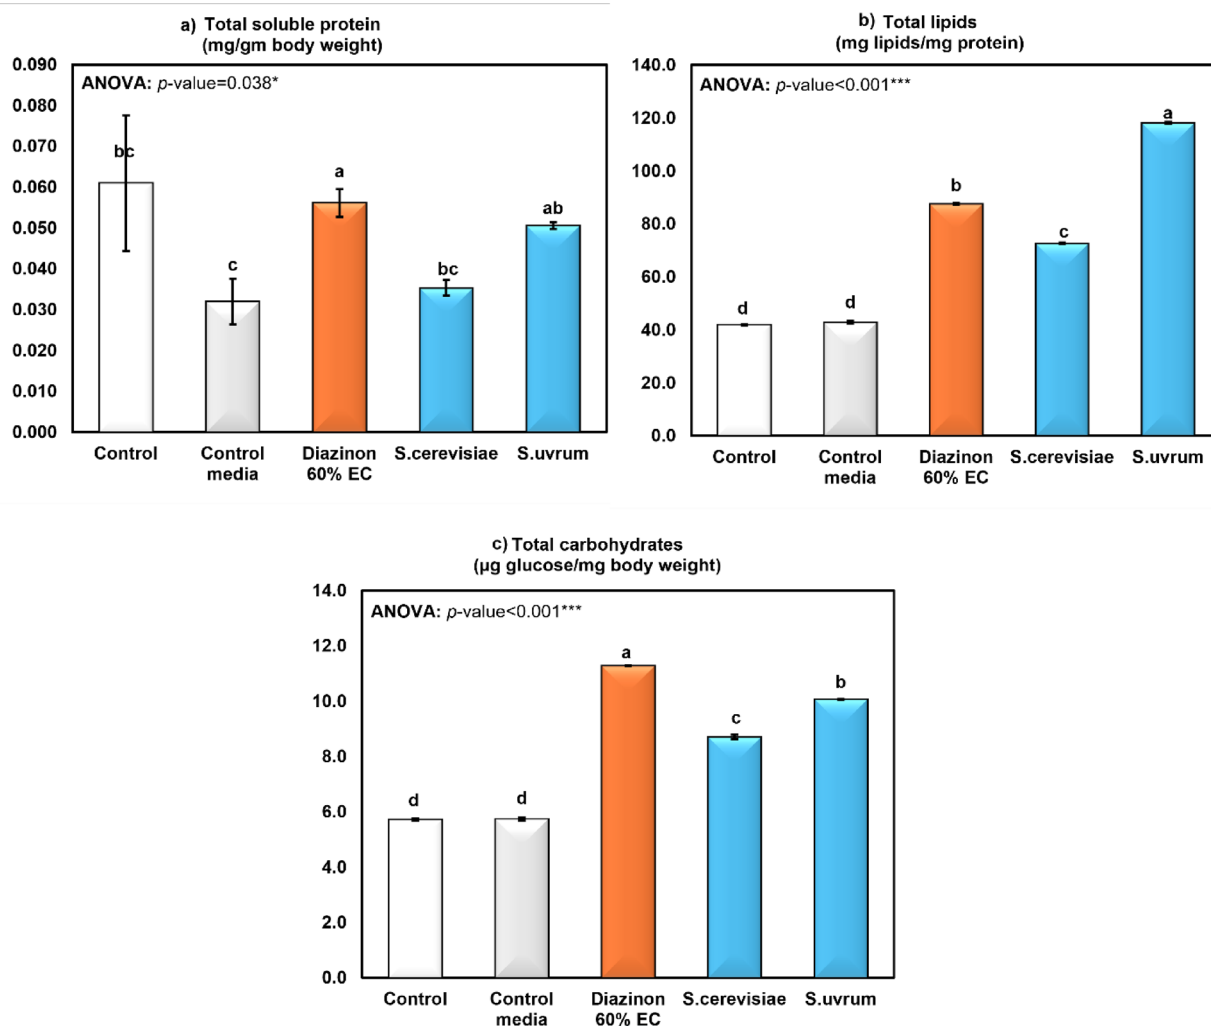 a) Total soluble protein
(mg/gm body weight)
ANOVA: p-value=0.038*
0.090
0.080
0.070
0.060
0.050
0.040
0.030
0.020
0.010
0.000
bc
c
a
bc
ab
Control
Control media
Diazinon 60% EC
S.cerevisiae
S.uvrum
b) Total lipids
(mg lipids/mg protein)
ANOVA: p-value<0.001***
140.0
120.0
100.0
80.0
60.0
40.0
20.0
0.0
d
d
b
c
a
Control
Control media
Diazinon 60% EC
S.cerevisiae
S.uvrum
c) Total carbohydrates
(µg glucose/mg body weight)
ANOVA: p-value<0.001***
14.0
12.0
10.0
8.0
6.0
4.0
2.0
0.0
d
d
a
c
b
Control
Control media
Diazinon 60% EC
S.cerevisiae
S.uvrum